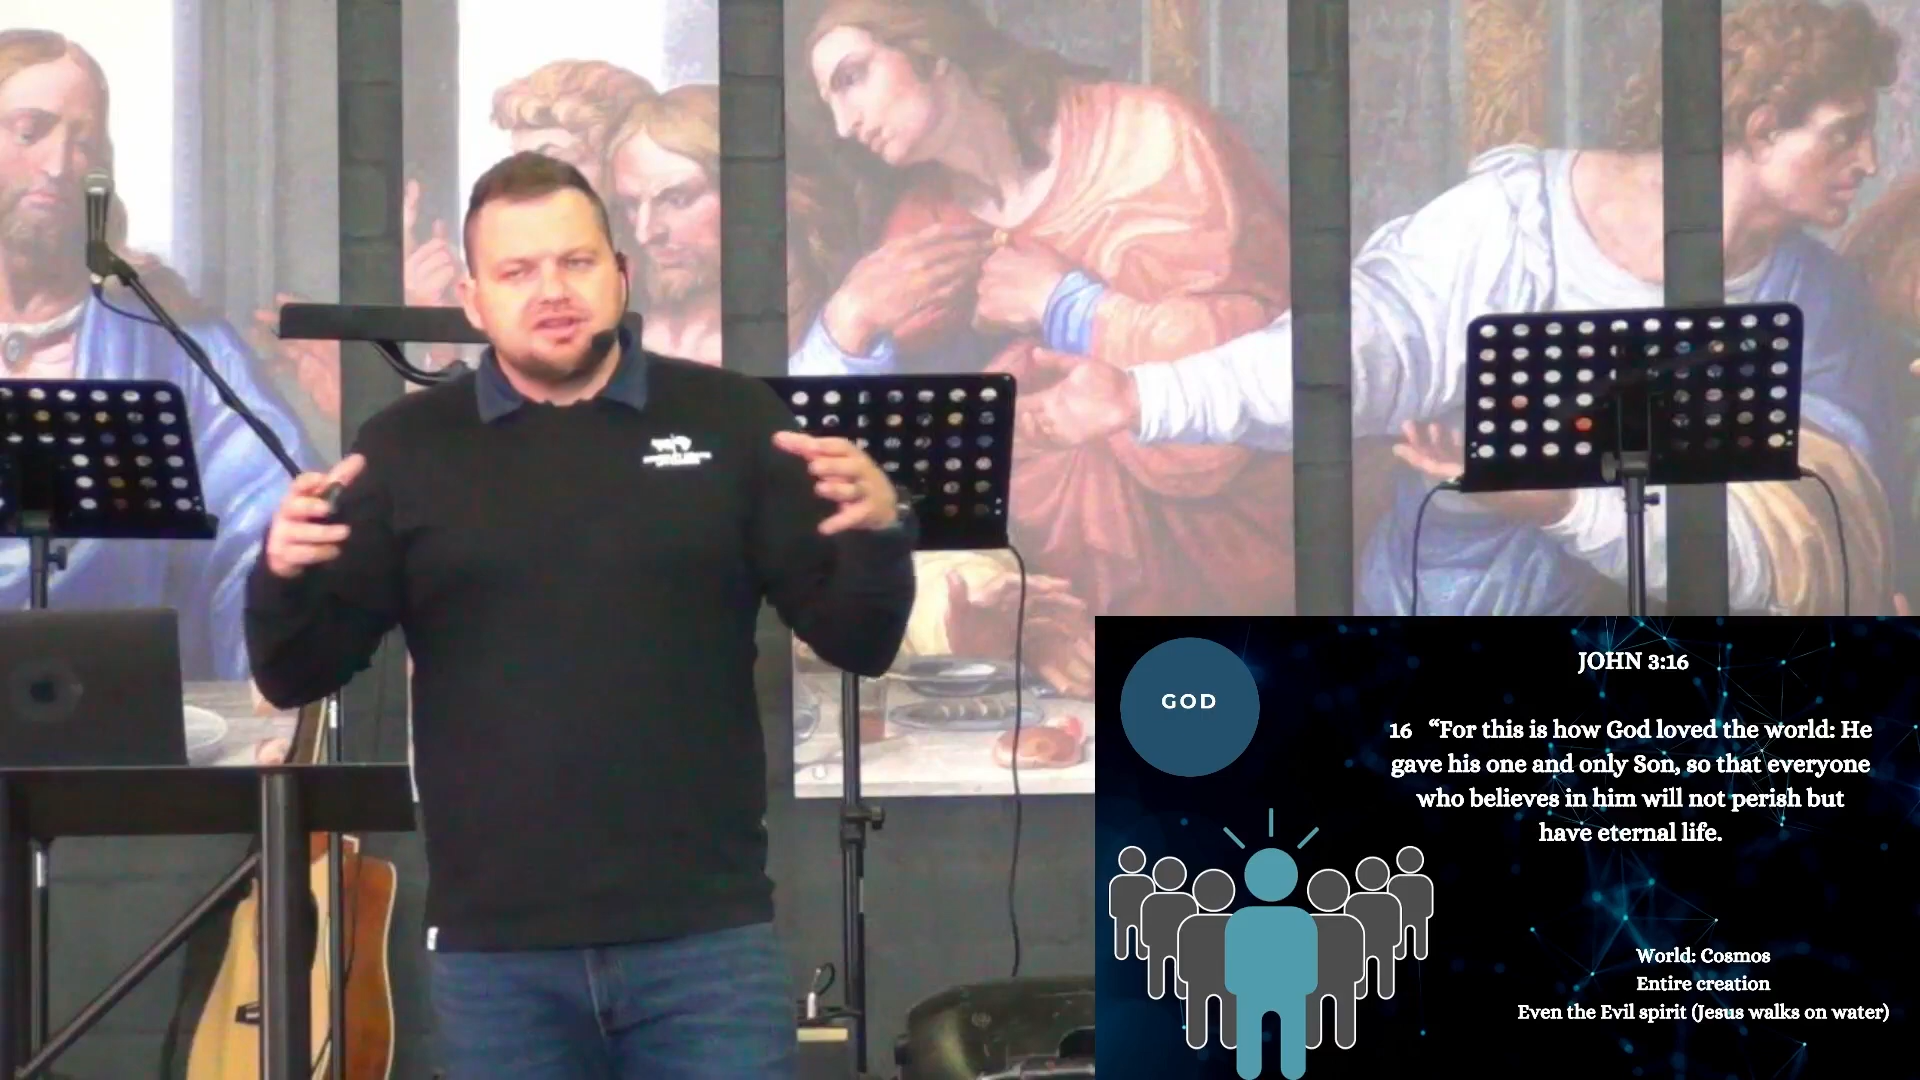 GOD
JOHN 3:16
16 “For this is how God loved the world: He
gave his one and only Son, so that everyone
who believes in him will not perish but
have eternal life.
World: Cosmos
Entire creation
Even the Evil spirit (Jesus walks on water)